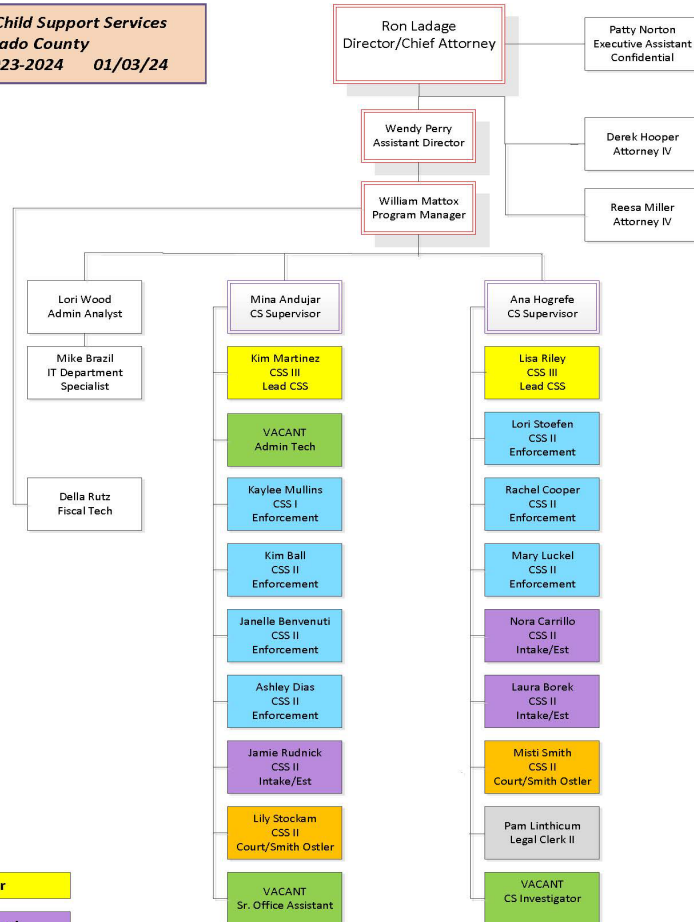 Child Support Services
ado County
23-2024 01/03/24
Ron Ladage
Director/Chief Attorney
Patty Norton
Executive Assistant
Confidential
Wendy Perry
Assistant Director
Derek Hooper
Attorney IV
William Mattox
Program Manager
Reesa Miller
Attorney IV
Lori Wood
Admin Analyst
Mike Brazil
IT Department
Specialist
Della Rutz
Fiscal Tech
Mina Andujar
CS Supervisor
Kim Martinez
CSS III
Lead CSS
VACANT
Admin Tech
Kaylee Mullins
CSS I
Enforcement
Kim Ball
CSS II
Enforcement
Janelle Benvenuti
CSS II
Enforcement
Ashley Dias
CSS II
Enforcement
Jamie Rudnick
CSS II
Intake/Est
Lily Stockam
CSS II
Court/Smith Ostler
VACANT
Sr. Office Assistant
Ana Hogrefe
CS Supervisor
Lisa Riley
CSS III
Lead CSS
Lori Stoefen
CSS II
Enforcement
Rachel Cooper
CSS II
Enforcement
Mary Luckel
CSS II
Enforcement
Nora Carrillo
CSS II
Intake/Est
Laura Borek
CSS II
Intake/Est
Misti Smith
CSS II
Court/Smith Ostler
Pam Linthicum
Legal Clerk II
VACANT
CS Investigator
r